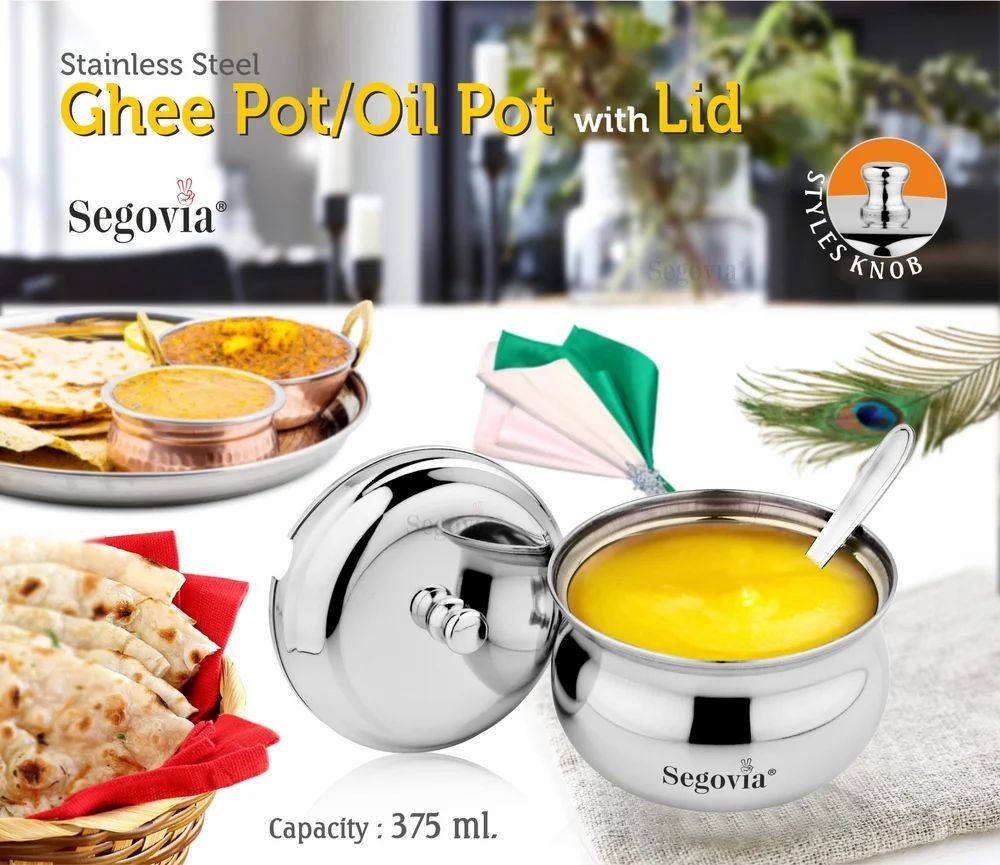 Stainless Steel
Ghee Pot/Oil Pot with Lid
Segovia®
STYLES KNOB
Segovia
Segovia
Segovia®
Capacity : 375 ml.